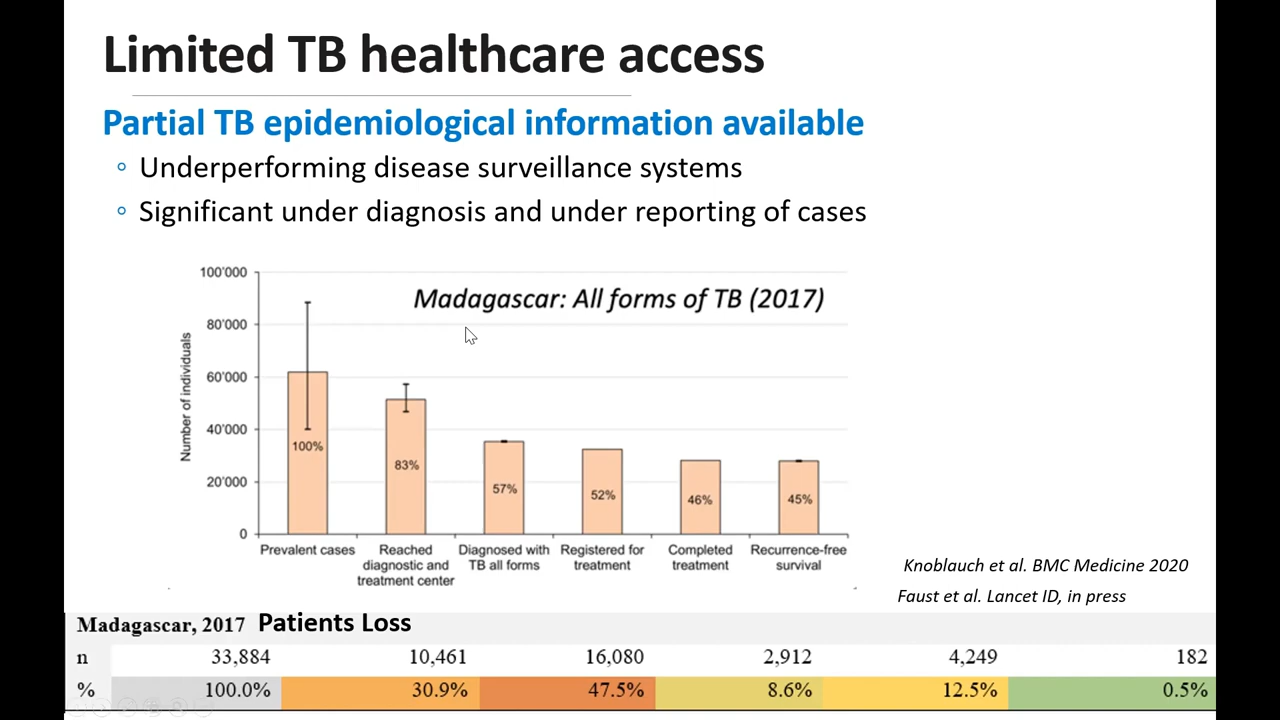 Limited TB healthcare access
Partial TB epidemiological information available
Underperforming disease surveillance systems
Significant under diagnosis and under reporting of cases
Madagascar: All forms of TB (2017)
Number of individuals
100'000
80'000
60'000
40'000
20'000
0
100%
83%
57%
52%
46%
45%
Prevalent cases
Reached
diagnostic and
treatment center
Diagnosed with
TB all forms
Registered for
treatment
Completed
treatment
Recurrence-free
survival
Knoblauch et al. BMC Medicine 2020
Faust et al. Lancet ID, in press
Madagascar, 2017 Patients Loss
n 33,884 10,461 16,080 2,912 4,249 182
% 100.0% 30.9% 47.5% 8.6% 12.5% 0.5%